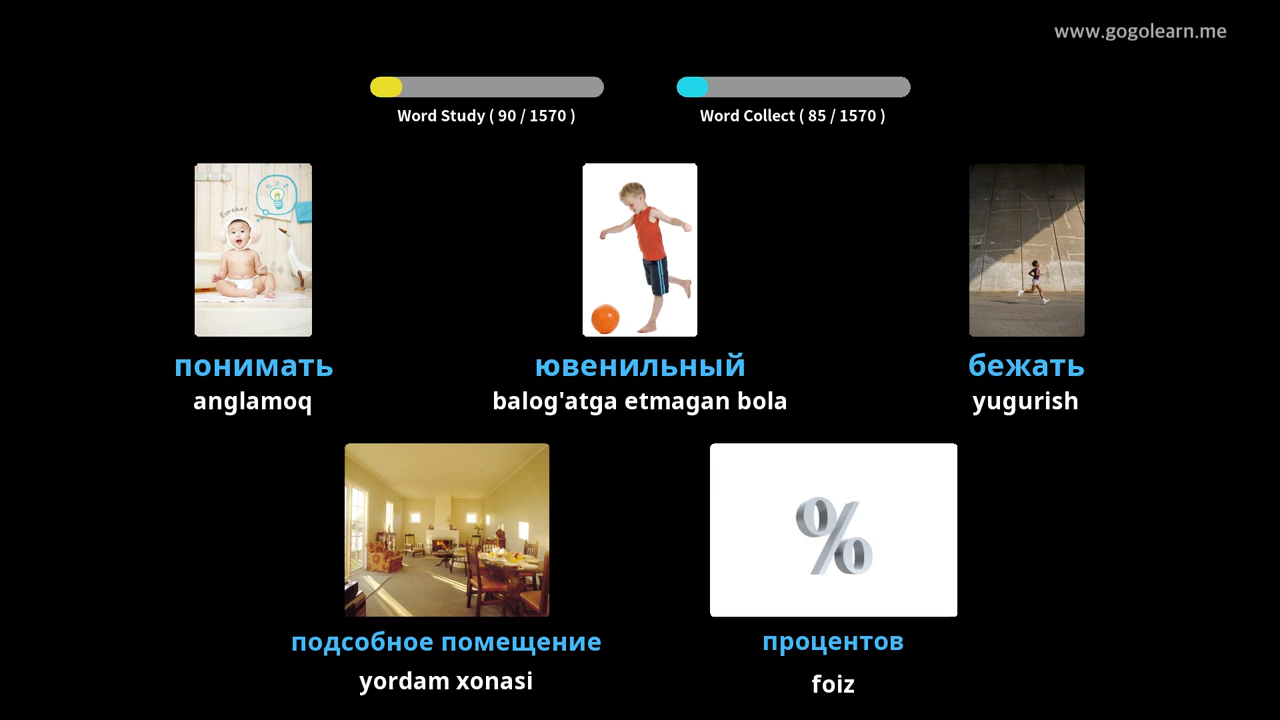 www.gogolearn.me
Word Study ( 90 / 1570 )
Word Collect ( 85 / 1570 )
Eureka!
понимать
ювенильный
бежать
anglamoq
balog'atga etmagan bola
yugurish
%
подсобное помещение
процентов
yordam xonasi
foiz